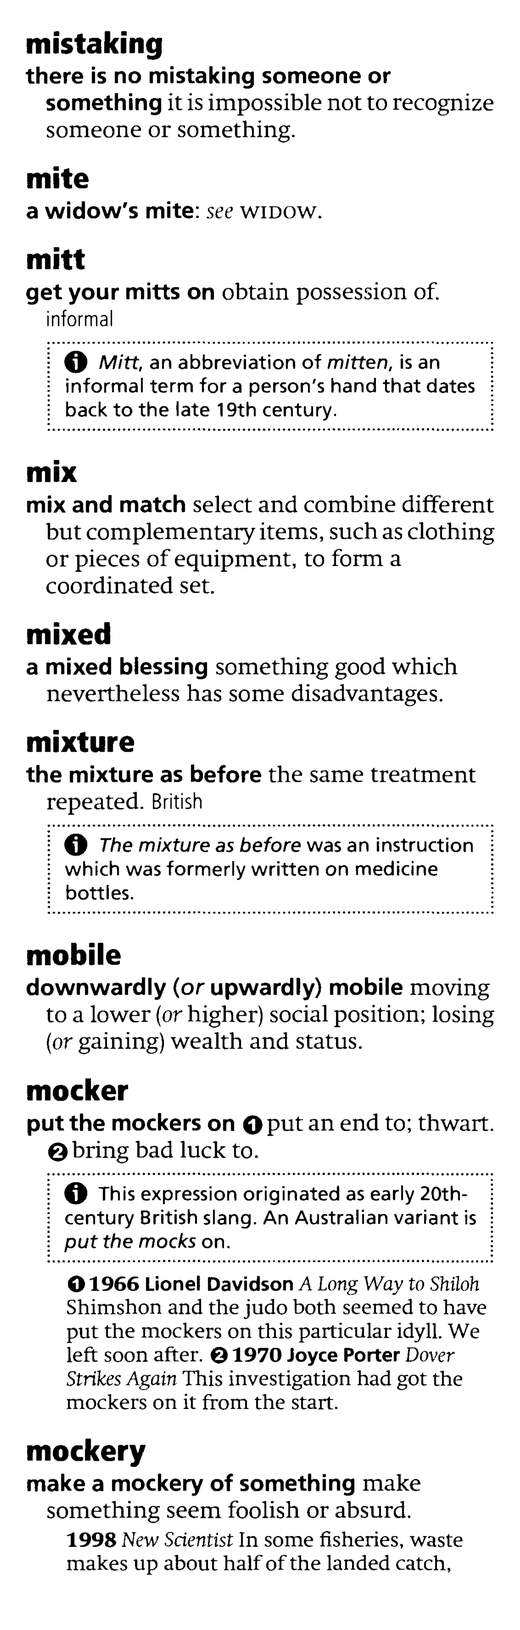 mistaking
there is no mistaking someone or
something it is impossible not to recognize
someone or something.
mite
a widow's mite: see WIDOW.
mitt
get your mitts on obtain possession of.
informal
ℹ Mitt, an abbreviation of mitten, is an
informal term for a person's hand that dates
back to the late 19th century.
mix
mix and match select and combine different
but complementary items, such as clothing
or pieces of equipment, to form a
coordinated set.
mixed
a mixed blessing something good which
nevertheless has some disadvantages.
mixture
the mixture as before the same treatment
repeated. British
ℹ The mixture as before was an instruction
which was formerly written on medicine
bottles.
mobile
downwardly (or upwardly) mobile moving
to a lower (or higher) social position; losing
(or gaining) wealth and status.
mocker
put the mockers on ❶ put an end to; thwart.
❷ bring bad luck to.
ℹ This expression originated as early 20th-
century British slang. An Australian variant is
put the mocks on.
❶ 1966 Lionel Davidson A Long Way to Shiloh
Shimshon and the judo both seemed to have
put the mockers on this particular idyll. We
left soon after. ❷ 1970 Joyce Porter Dover
Strikes Again This investigation had got the
mockers on it from the start.
mockery
make a mockery of something make
something seem foolish or absurd.
1998 New Scientist In some fisheries, waste
makes up about half of the landed catch,